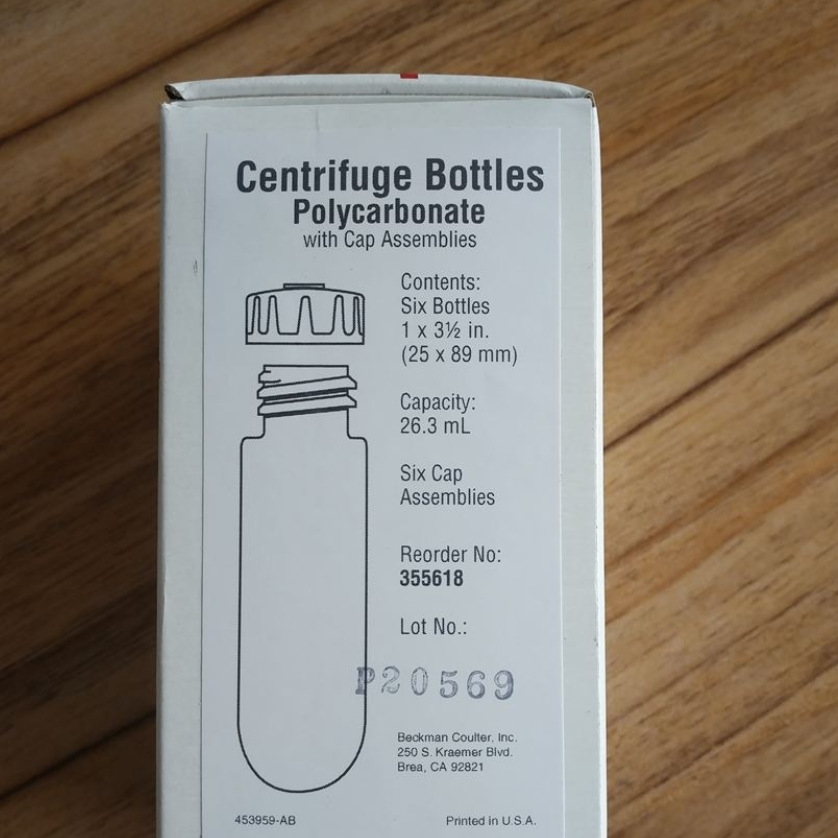 Centrifuge Bottles
Polycarbonate
with Cap Assemblies
Contents:
Six Bottles
1 x 3½ in.
(25 x 89 mm)
Capacity:
26.3 mL
Six Cap
Assemblies
Reorder No:
355618
Lot No.:
P20569
Beckman Coulter, Inc.
250 S. Kraemer Blvd.
Brea, CA 92821
453959-AB
Printed in U.S.A.